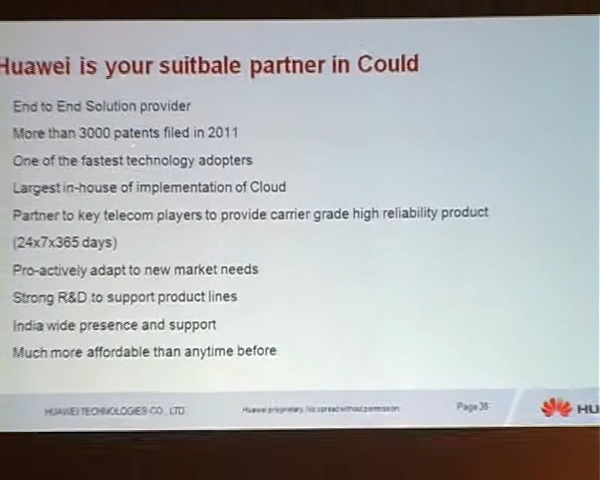 Huawei is your suitbale partner in Could
End to End Solution provider
More than 3000 patents filed in 2011
One of the fastest technology adopters
Largest in-house of implementation of Cloud
Partner to key telecom players to provide carrier grade high reliability product
(24x7x365 days)
Pro-actively adapt to new market needs
Strong R&D to support product lines
India wide presence and support
Much more affordable than anytime before
HUAWEI TECHNOLOGIES CO., LTD
Huawei proprietary. No spread without permission.
Page 36
HU